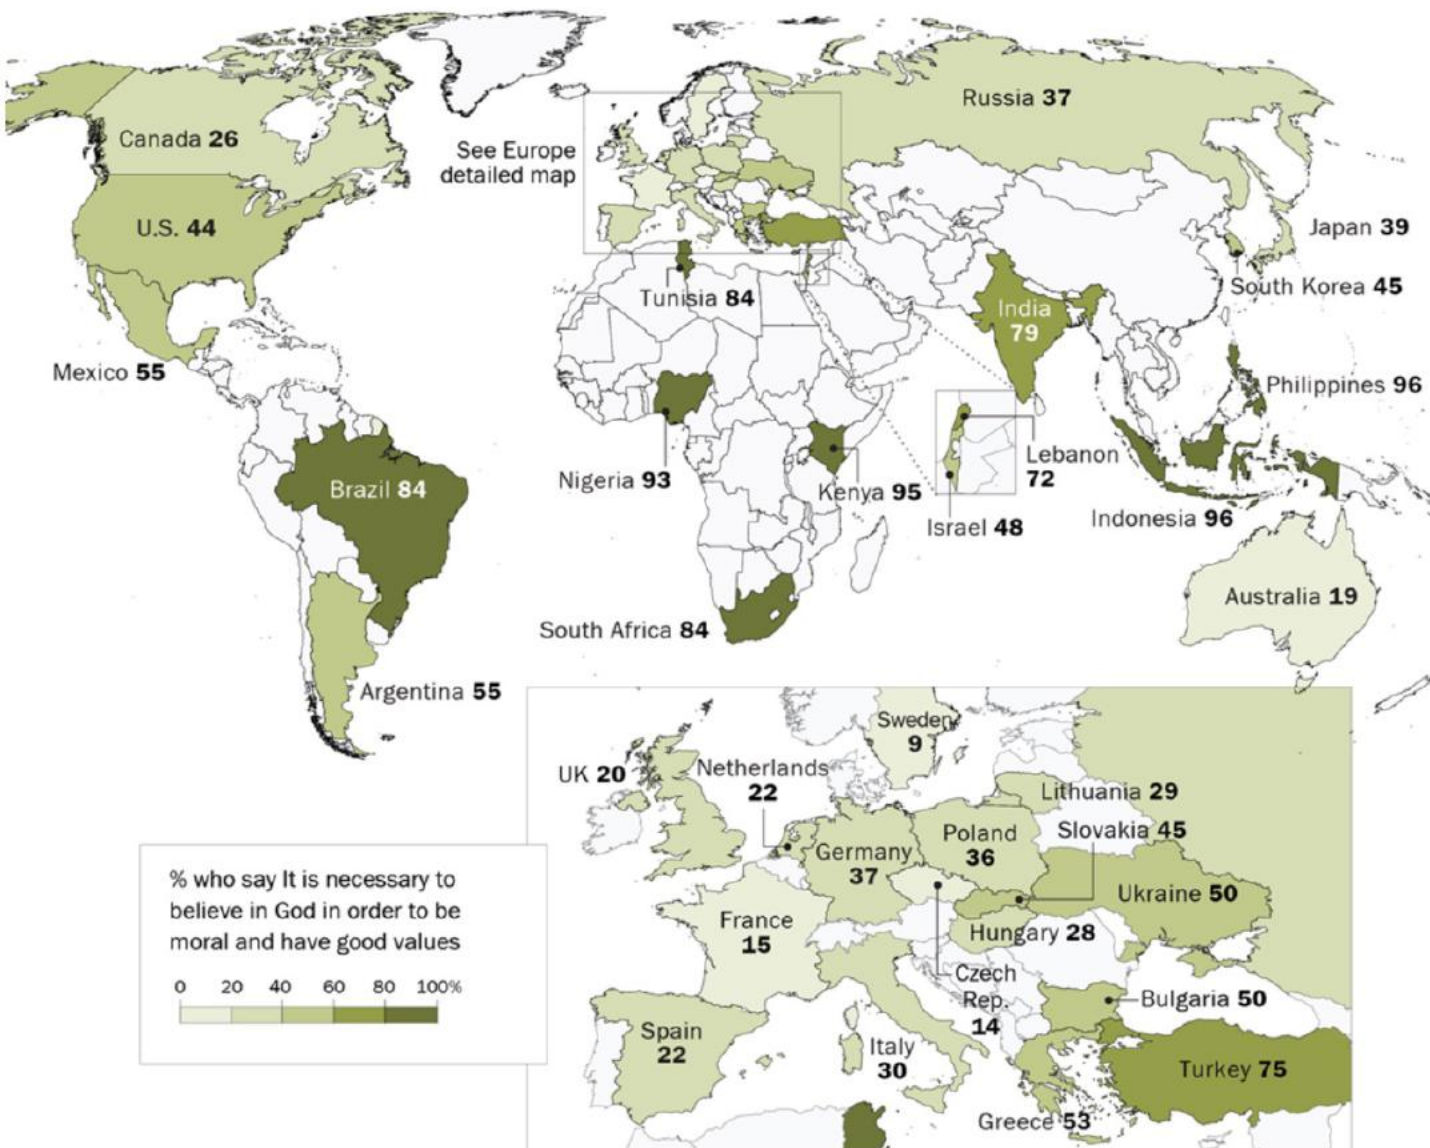 Russia 37
Canada 26
See Europe
detailed map
U.S. 44
Japan 39
South Korea 45
Tunisia 84
India
79
Mexico 55
Philippines 96
Lebanon
72
Nigeria 93
Kenya 95
Brazil 84
Israel 48
Indonesia 96
Australia 19
South Africa 84
Argentina 55
Sweden
9
UK 20
Netherlands
22
Lithuania 29
Slovakia 45
Poland
36
Germany
37
Ukraine 50
France
15
Hungary 28
Czech
Rep.
14
Bulgaria 50
Spain
22
Italy
30
Turkey 75
Greece 53
% who say It is necessary to
believe in God in order to be
moral and have good values
0 20 40 60 80 100%